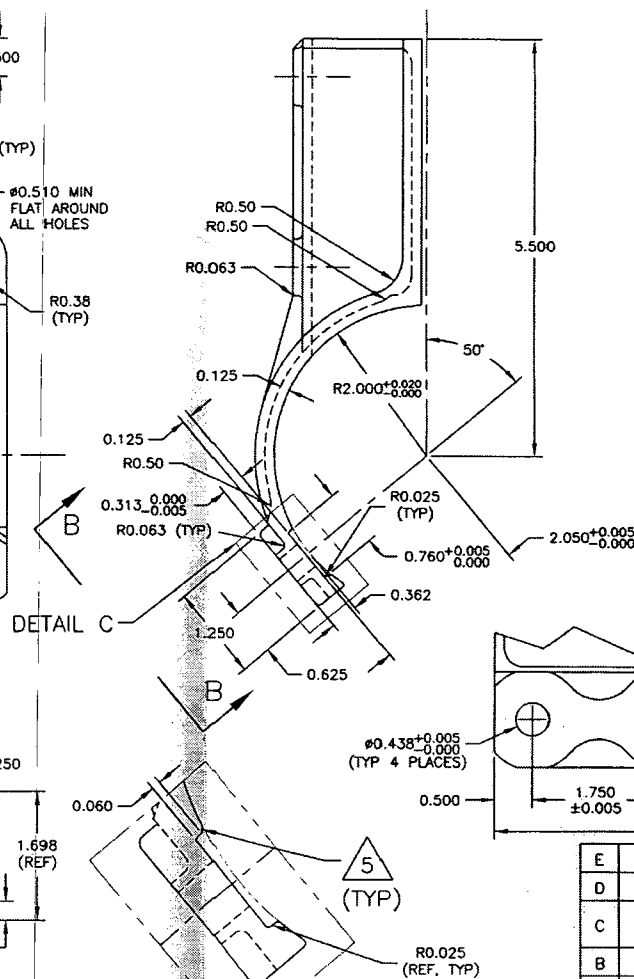 (TYP)
ø0.510 MIN
FLAT AROUND
ALL HOLES
R0.38
(TYP)
R0.50
R0.50
R0.063
5.500
50°
0.125
R2.000+0.020
-0.000
0.125
R0.50
0.313 0.000
-0.005
R0.063 (TYP)
R0.025
(TYP)
2.050+0.005
-0.000
0.760+0.005
0.000
0.362
B
DETAIL C
1.250
0.625
B
ø0.438+0.005
-0.000
(TYP 4 PLACES)
0.500
1.750
±0.005
0.060
1.698
(REF)
5
(TYP)
R0.025
(REF, TYP)
E
D
C
B